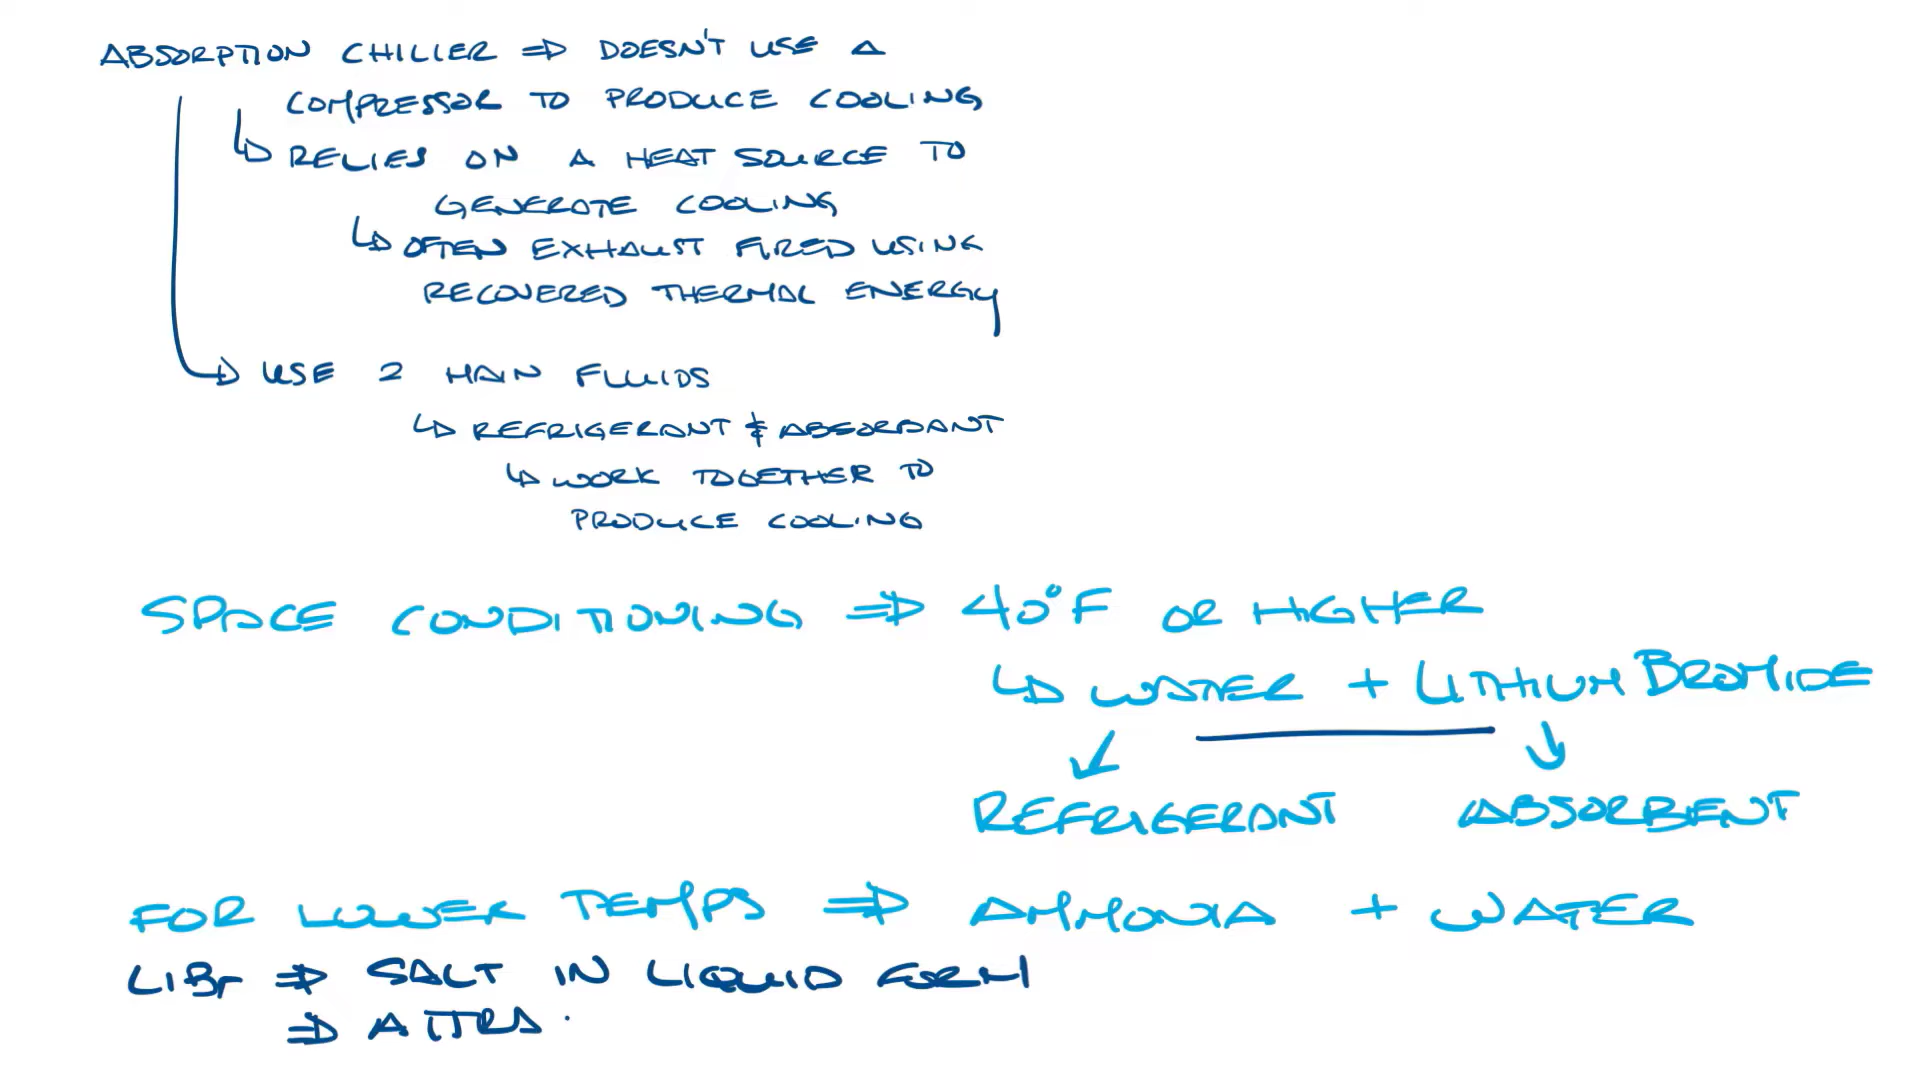 ABSORPTION CHILLER ⇒ DOESN'T USE A
COMPRESSOR TO PRODUCE COOLING
↳ RELIES ON A HEAT SOURCE TO
GENERATE COOLING
↳ OFTEN EXHAUST FIRED USING
RECOVERED THERMAL ENERGY
→ USE 2 MAIN FLUIDS
↳ REFRIGERANT & ABSORBANT
↳ WORK TOGETHER TO
PRODUCE COOLING
SPACE CONDITIONING ⇒ 40°F OR HIGHER
↳ WATER + LITHIUM BROMIDE
↙ ↓
REFRIGERANT ABSORBENT
FOR LOWER TEMPS ⇒ AMMONIA + WATER
LIBr ⇒ SALT IN LIQUID FORM
⇒ ATTRA